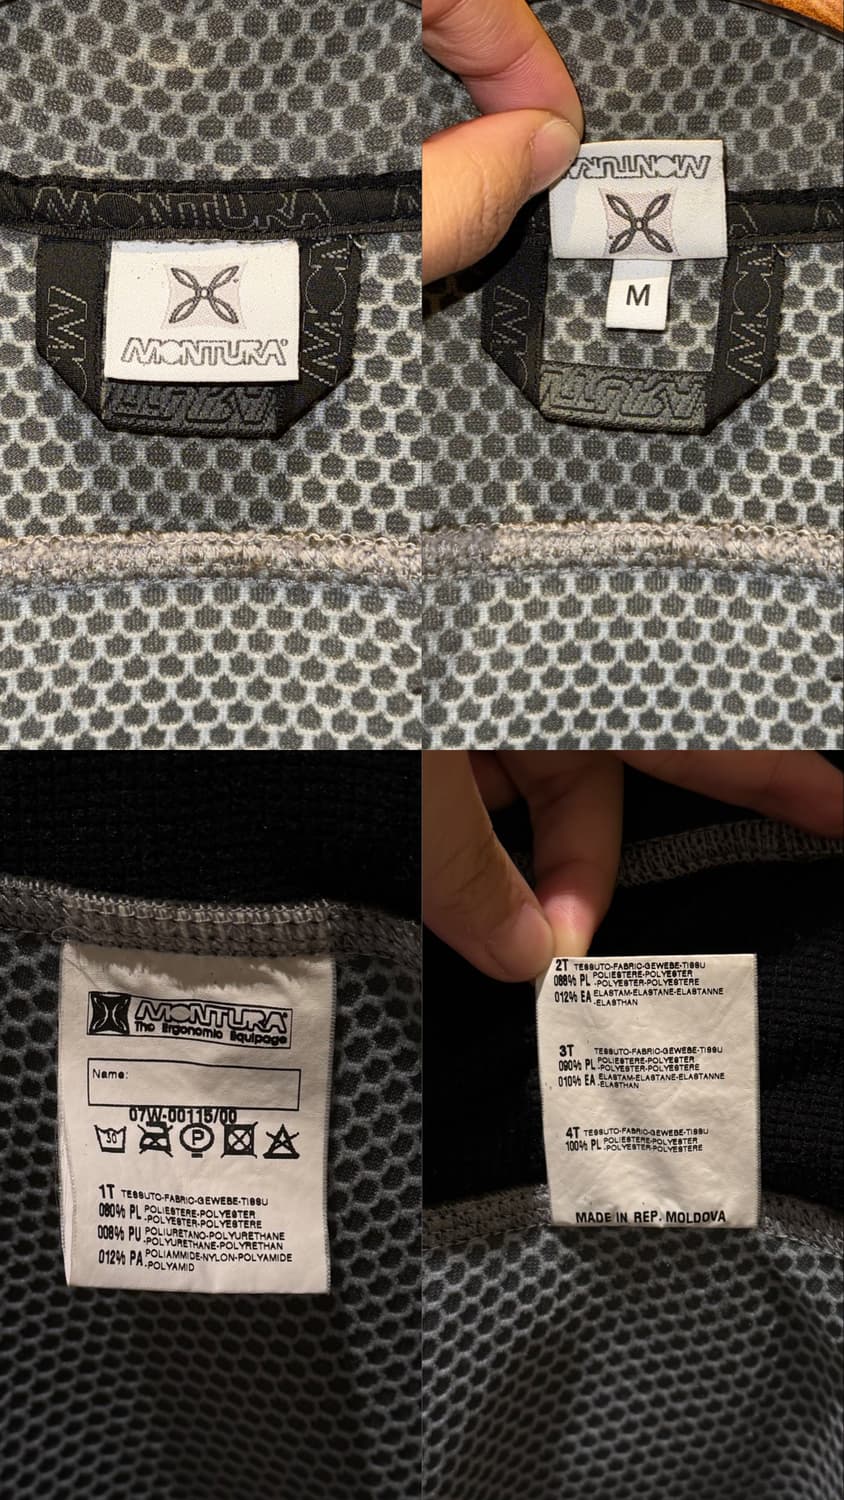 MONTURA
MONTURA
MONTURA
MONTURA
MONTURA
M
Name:
MONTURA
The Ergonomic Equipage
07W-00115/00
30
P
1T TESSUTO-FABRIC-GEWEBE-TISSU
080% PL POLIESTERE-POLYESTER
-POLYESTER-POLYESTERE
008% PU POLIURETANO-POLYURETHANE
-POLYURETHANE-POLYRETHAN
012% PA POLIAMMIDE-NYLON-POLYAMIDE
-POLYAMID
2T TESSUTO-FABRIC-GEWEBE-TISSU
088% PL POLIESTERE-POLYESTER
-POLYESTER-POLYESTERE
012% EA ELASTAM-ELASTANE-ELASTANNE
-ELASTHAN
3T TESSUTO-FABRIC-GEWEBE-TISSU
090% PL POLIESTERE-POLYESTER
-POLYESTER-POLYESTERE
010% EA ELASTAM-ELASTANE-ELASTANNE
-ELASTHAN
4T TESSUTO-FABRIC-GEWEBE-TISSU
100% PL POLIESTERE-POLYESTER
-POLYESTER-POLYESTERE
MADE IN REP. MOLDOVA